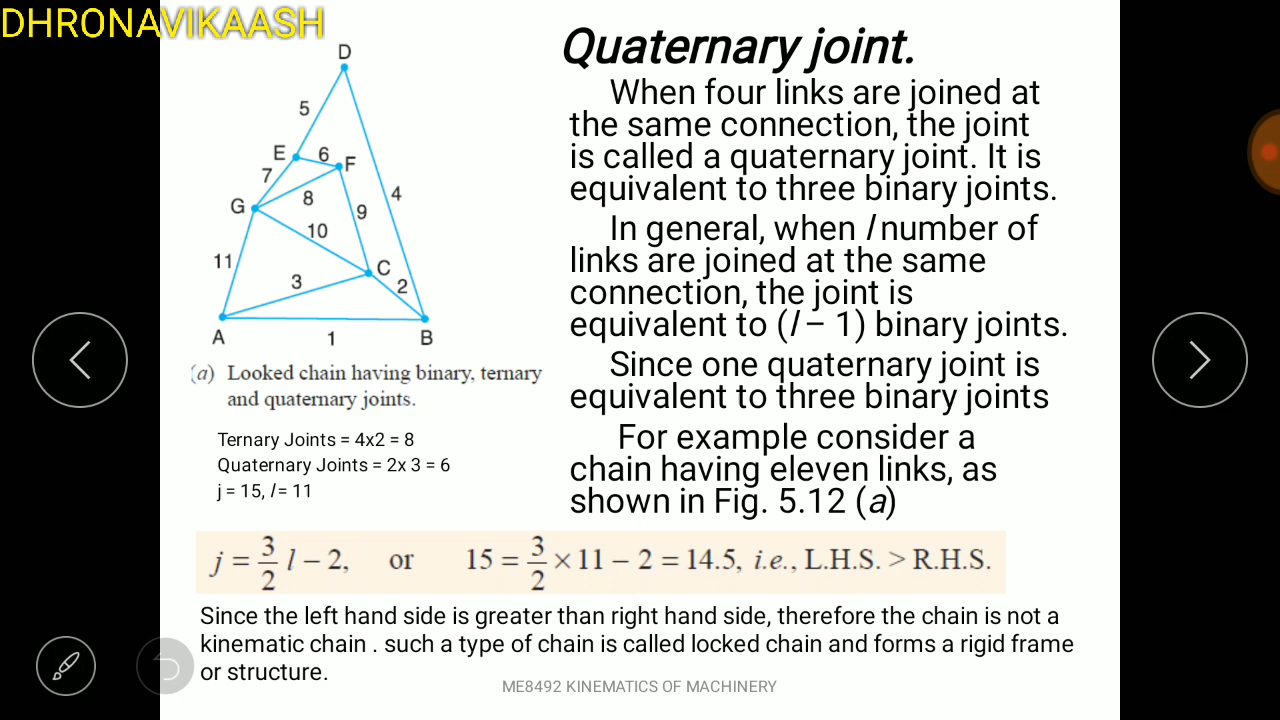 DHRONAVIKAASH
D
5
E
6
F
7
G
8
4
9
10
11
C
3
2
A
1
B
(a) Looked chain having binary, ternary
and quaternary joints.
Ternary Joints = 4x2 = 8
Quaternary Joints = 2x 3 = 6
j = 15, l = 11
Quaternary joint.
When four links are joined at
the same connection, the joint
is called a quaternary joint. It is
equivalent to three binary joints.
In general, when l number of
links are joined at the same
connection, the joint is
equivalent to (l – 1) binary joints.
Since one quaternary joint is
equivalent to three binary joints
For example consider a
chain having eleven links, as
shown in Fig. 5.12 (a)
j = 3/2 l – 2, or 15 = 3/2 × 11 – 2 = 14.5, i.e., L.H.S. > R.H.S.
Since the left hand side is greater than right hand side, therefore the chain is not a
kinematic chain . such a type of chain is called locked chain and forms a rigid frame
or structure.
ME8492 KINEMATICS OF MACHINERY